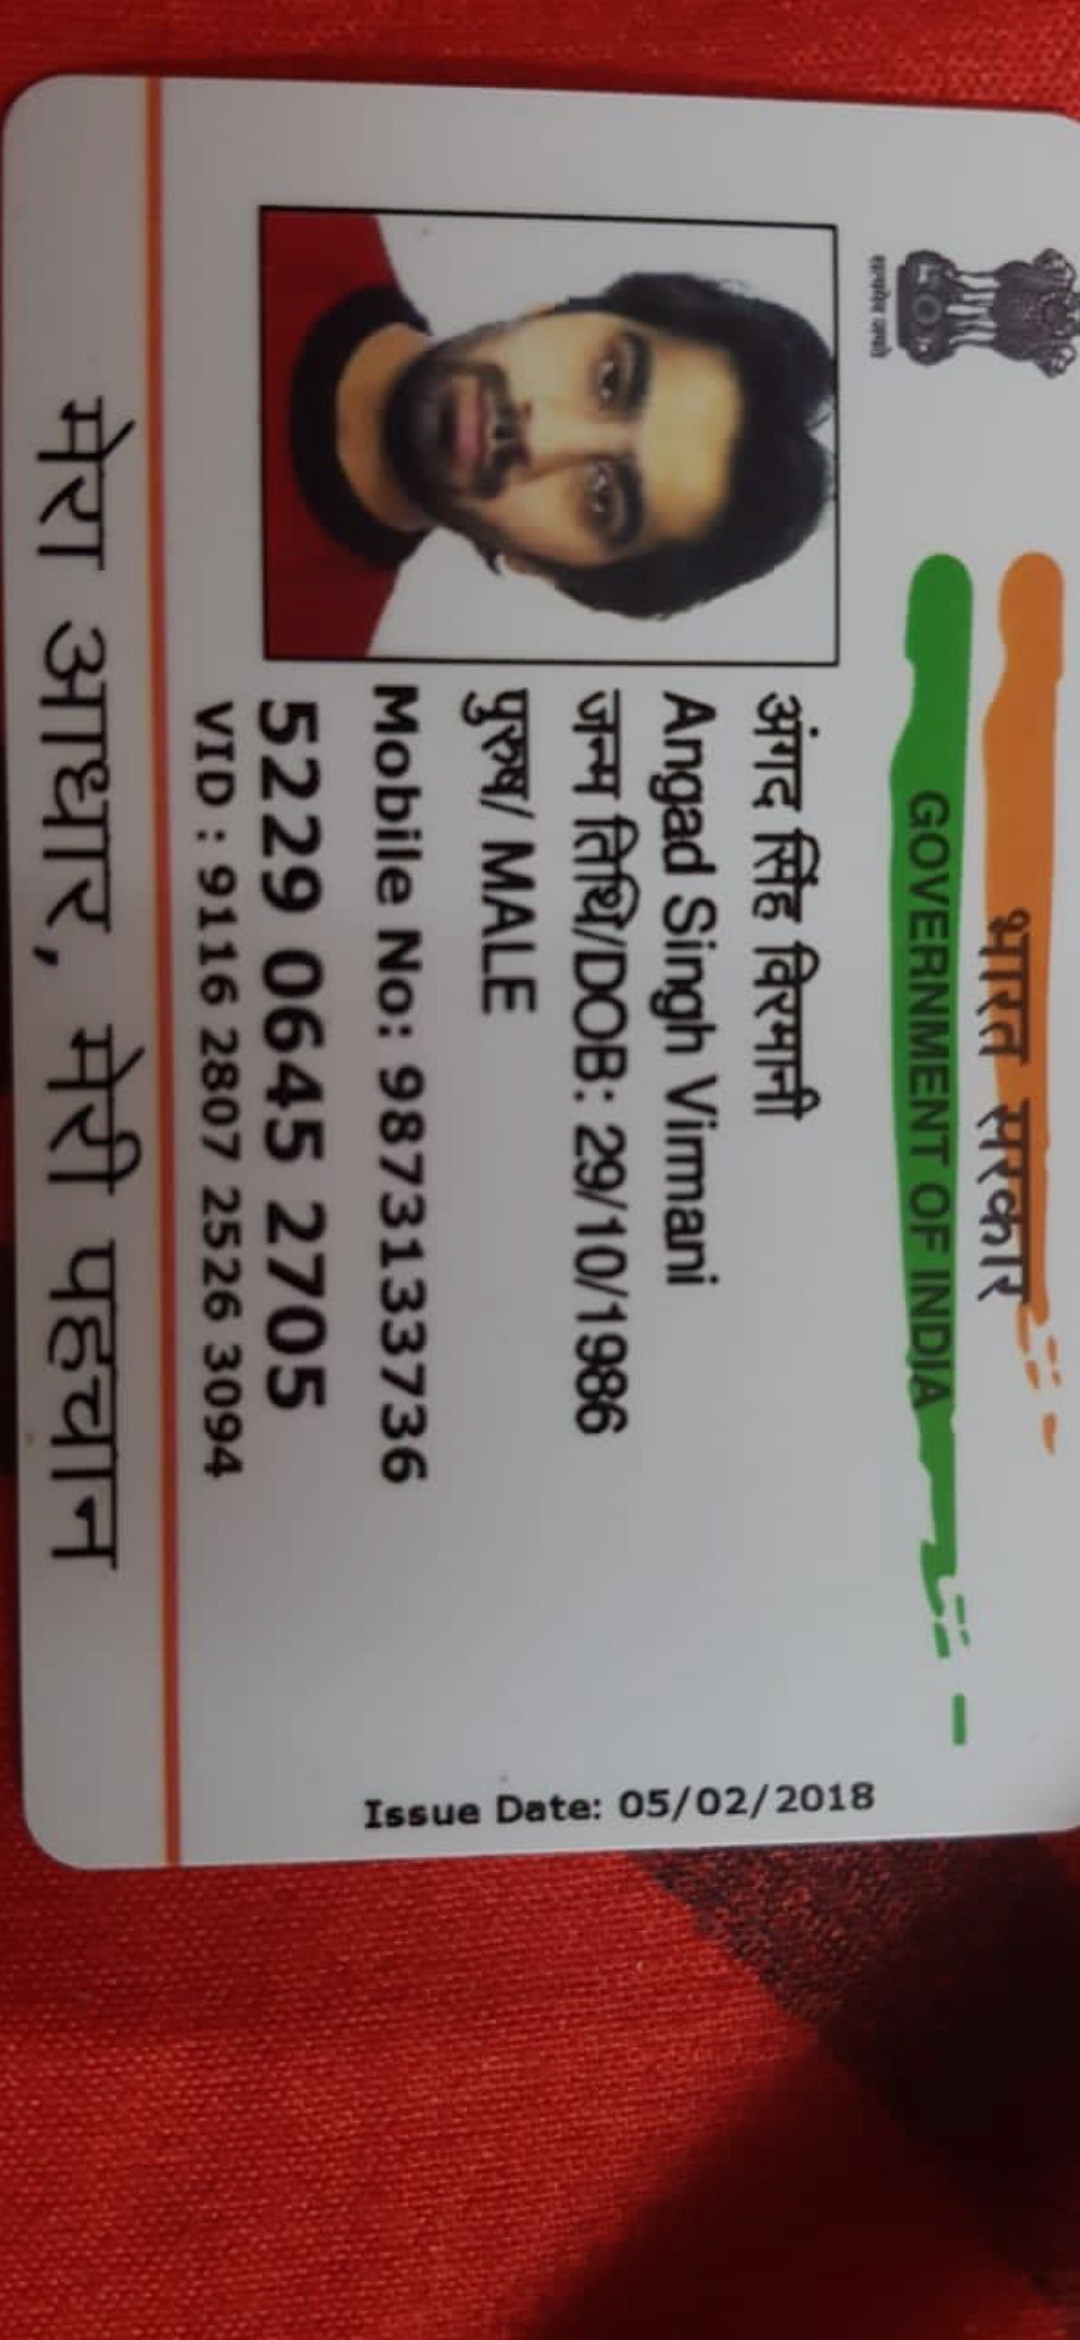 सत्यमेव जयते
भारत सरकार
GOVERNMENT OF INDIA
अंगद सिंह विरमानी
Angad Singh Virmani
जन्म तिथि/DOB: 29/10/1986
पुरुष/ MALE
Mobile No: 9873133736
5229 0645 2705
VID : 9116 2807 2526 3094
Issue Date: 05/02/2018
मेरा आधार, मेरी पहचान